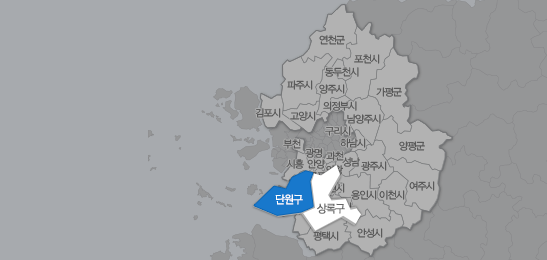 연천군
포천시
동두천시
파주시
양주시
가평군
의정부시
김포시
고양시
남양주시
구리시
부천
하남시
양평군
광명
과천
시흥
안양
성남
광주시
여주시
단원구
시
용인시
이천시
상록구
평택시
안성시